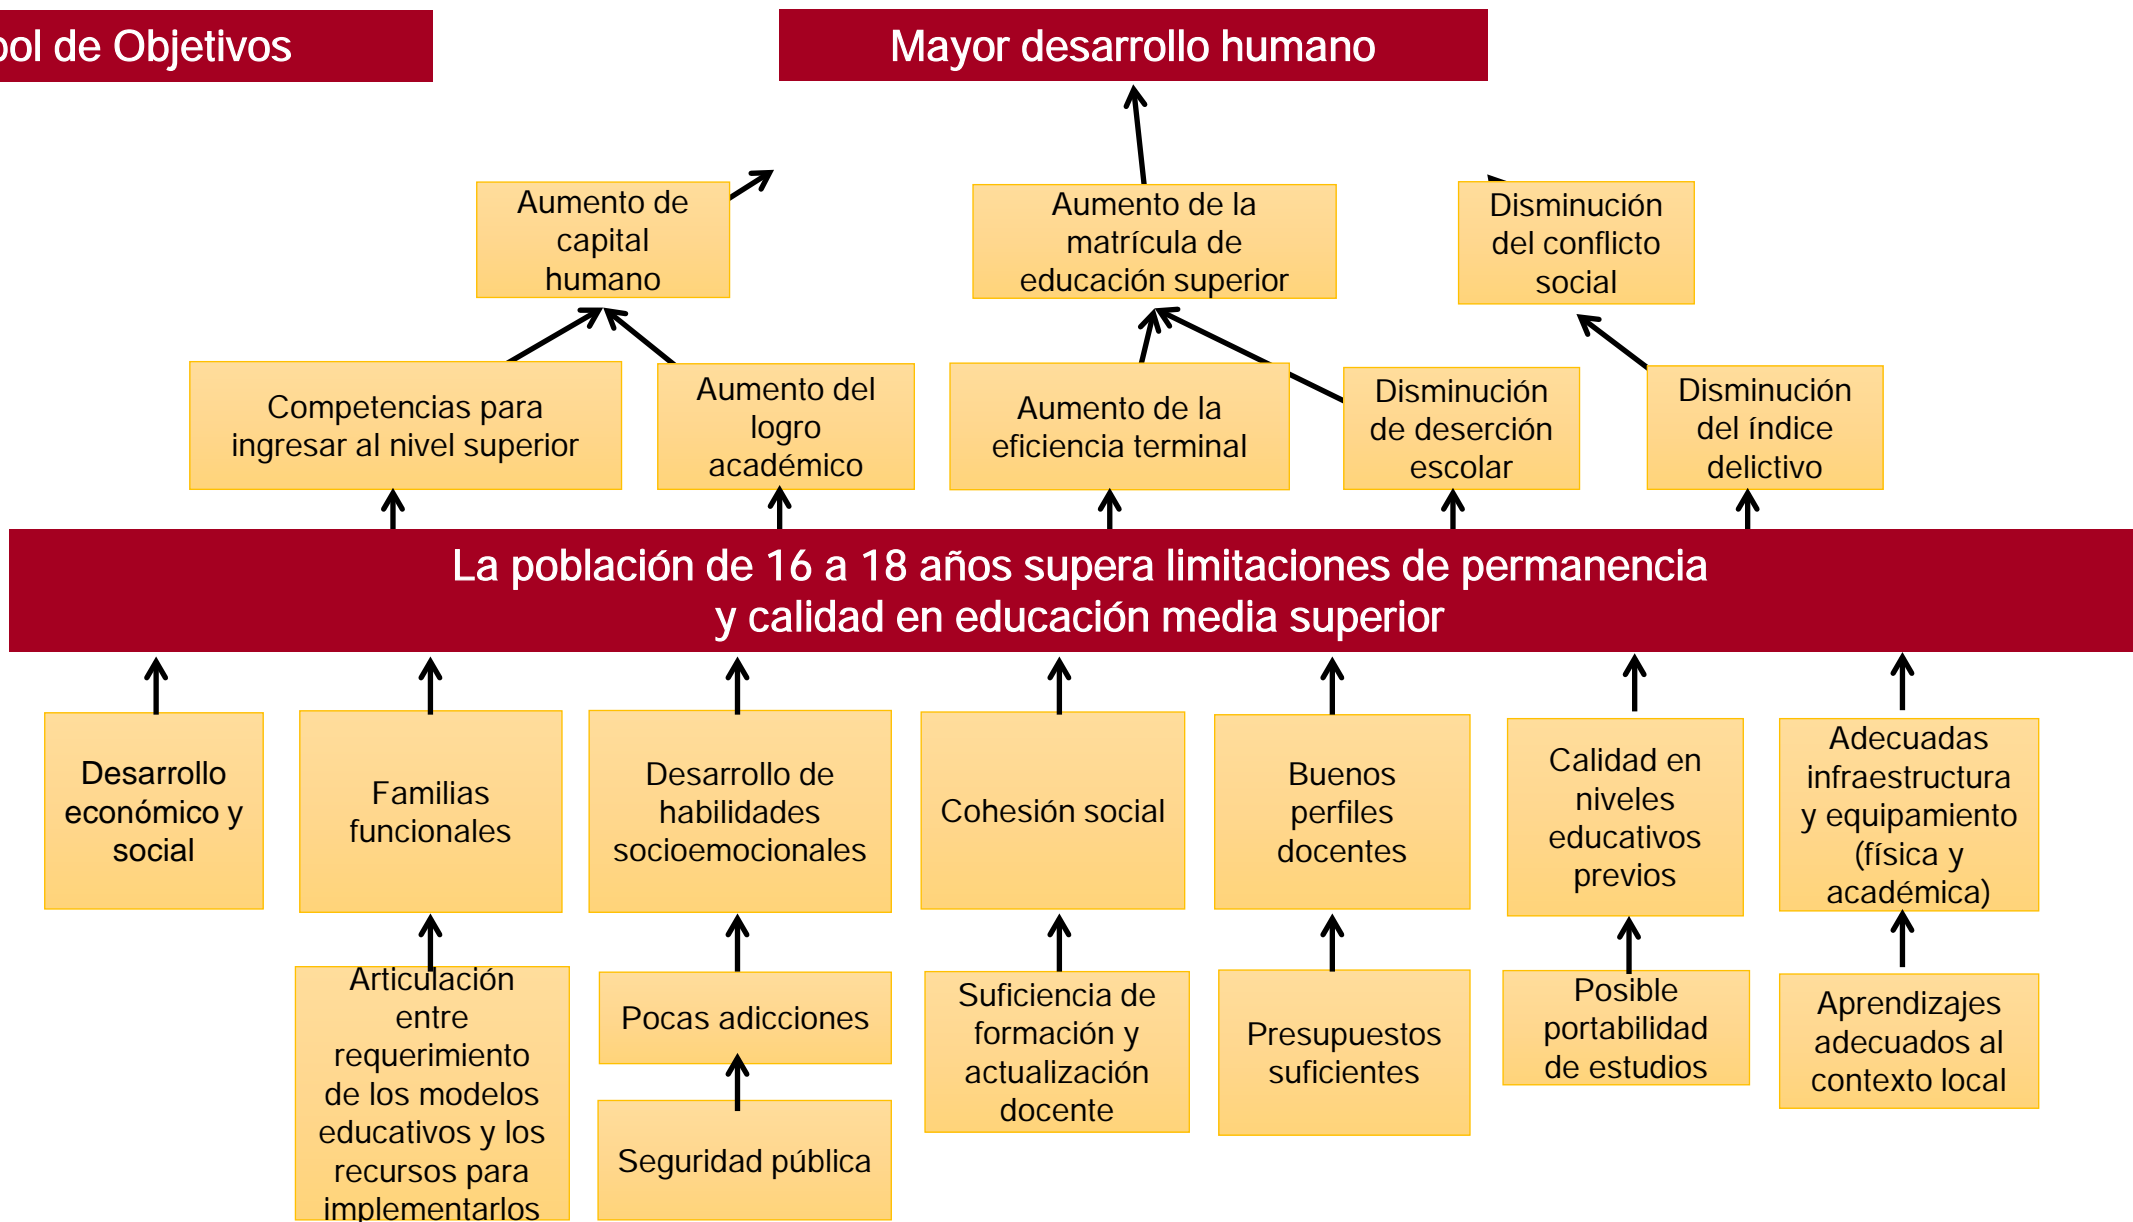 ol de Objetivos
Mayor desarrollo humano
Aumento de
capital
humano
Aumento de la
matrícula de
educación superior
Disminución
del conflicto
social
Competencias para
ingresar al nivel superior
Aumento del
logro
académico
Aumento de la
eficiencia terminal
Disminución
de deserción
escolar
Disminución
del índice
delictivo
La población de 16 a 18 años supera limitaciones de permanencia
y calidad en educación media superior
Desarrollo
económico y
social
Familias
funcionales
Desarrollo de
habilidades
socioemocionales
Cohesión social
Buenos
perfiles
docentes
Calidad en
niveles
educativos
previos
Adecuadas
infraestructura
y equipamiento
(física y
académica)
Articulación
entre
requerimiento
de los modelos
educativos y los
recursos para
implementarlos
Pocas adicciones
Seguridad pública
Suficiencia de
formación y
actualización
docente
Presupuestos
suficientes
Posible
portabilidad
de estudios
Aprendizajes
adecuados al
contexto local